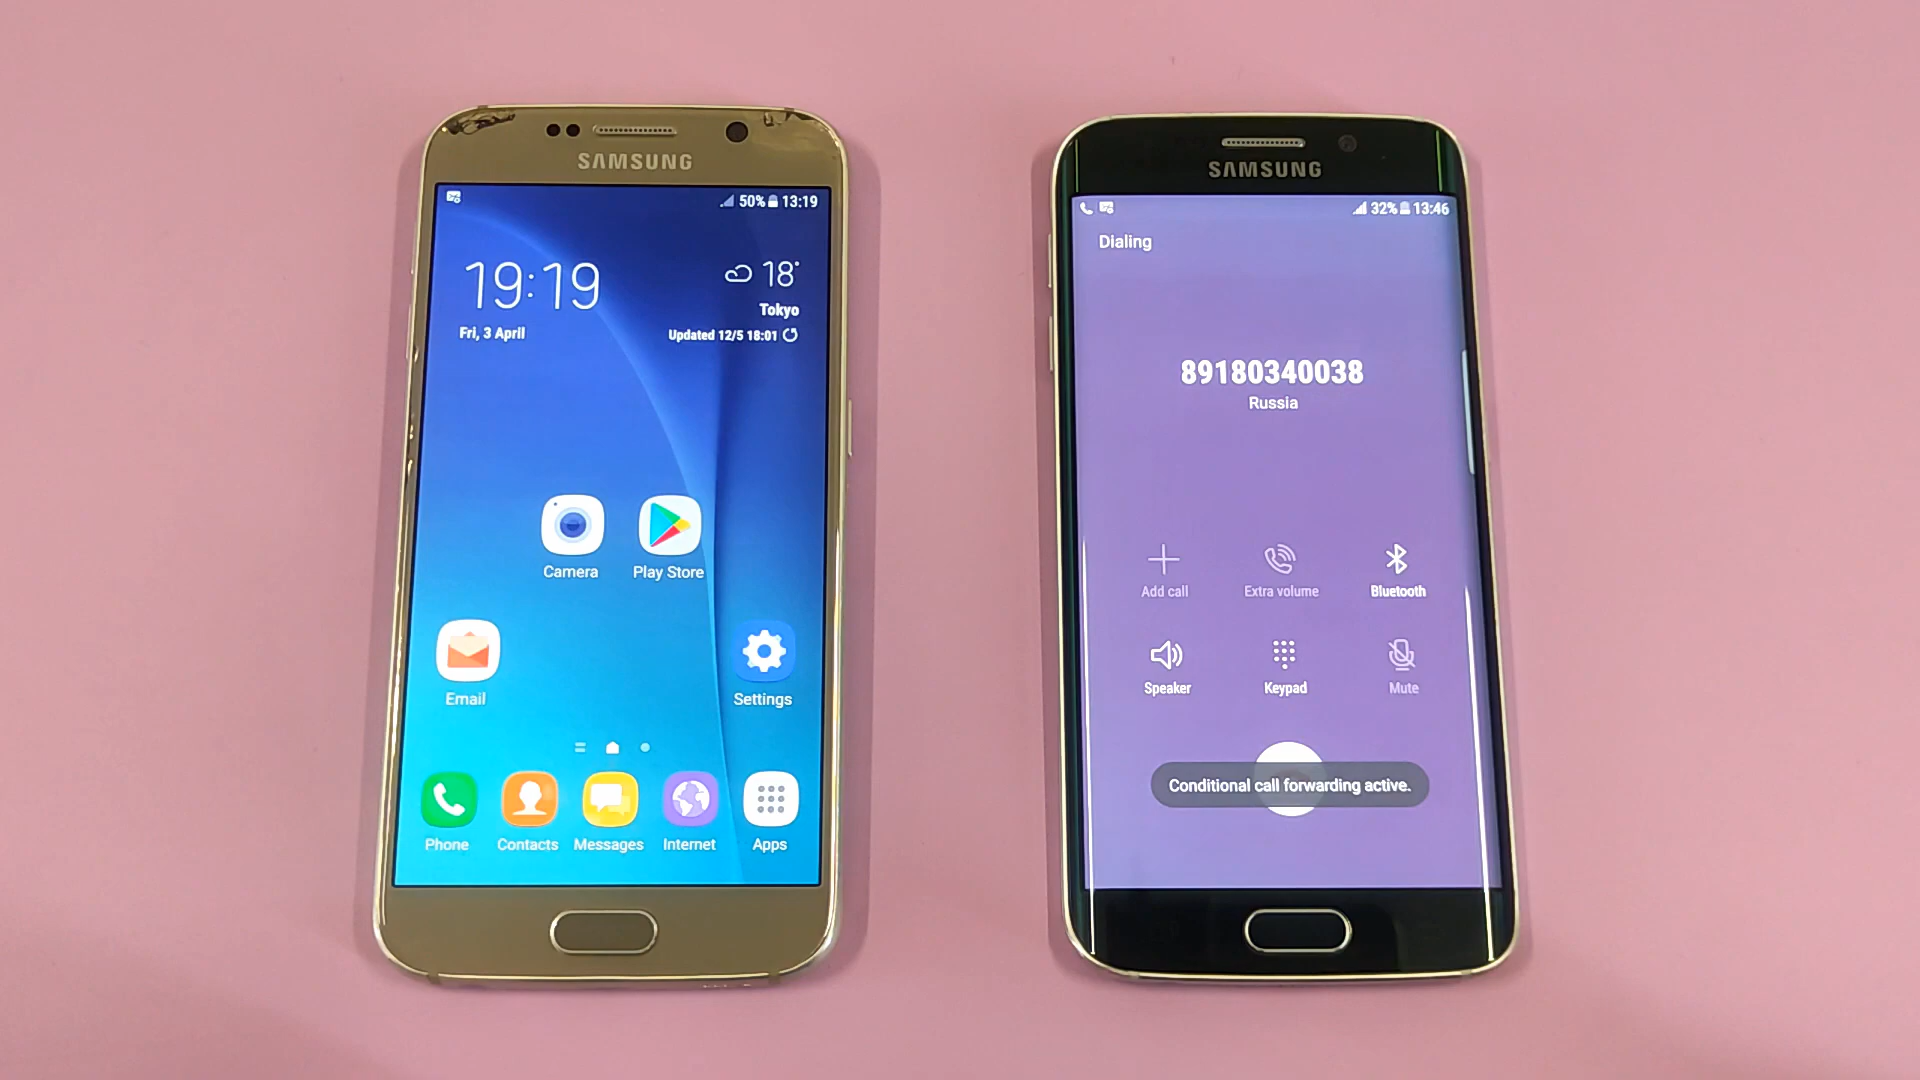 SAMSUNG
50% 13:19
19:19
18°
Tokyo
Fri, 3 April
Updated 12/5 18:01
Camera
Play Store
Email
Settings
Phone
Contacts
Messages
Internet
Apps
SAMSUNG
32% 13:46
Dialing
89180340038
Russia
Add call
Extra volume
Bluetooth
Speaker
Keypad
Mute
Conditional call forwarding active.